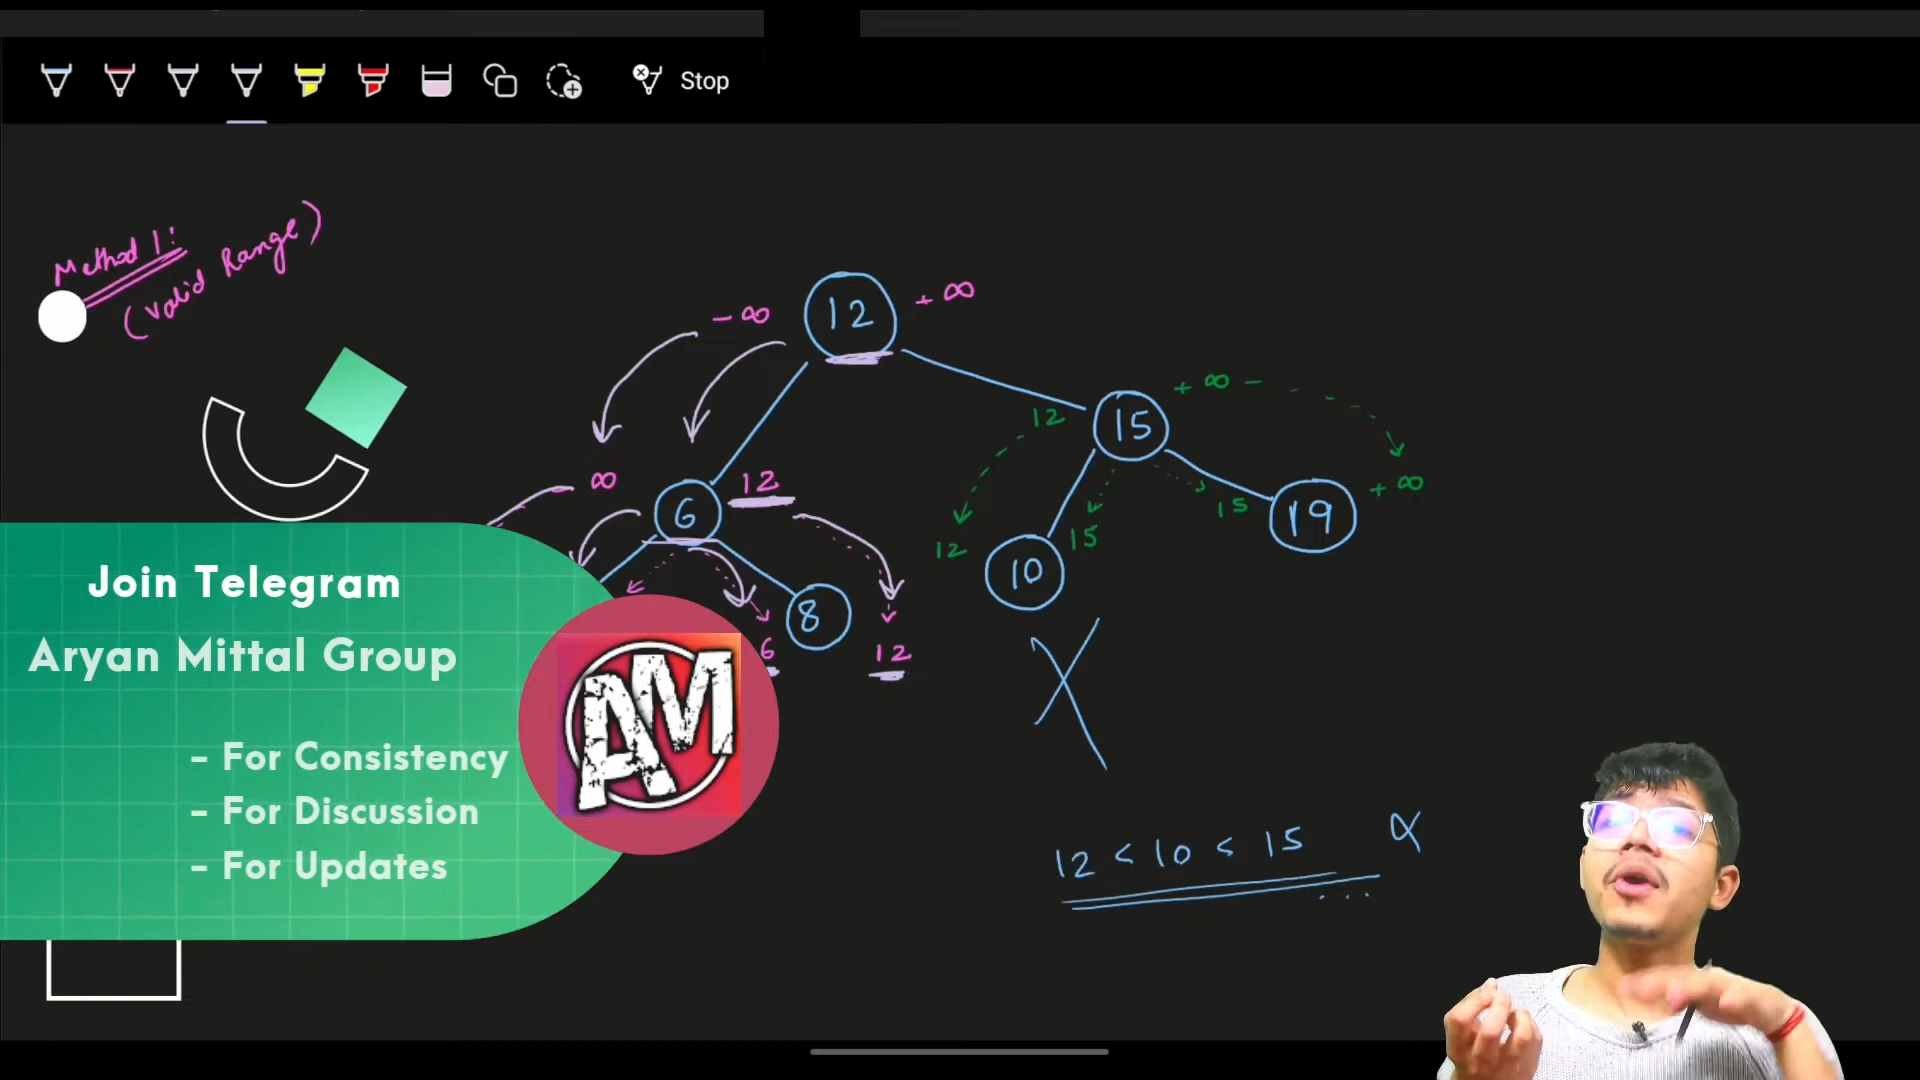 Stop
Method 1:
(Valid Range)
- ∞
12
+ ∞
+ ∞
12
15
∞
12
6
+ ∞
15
19
12
15
10
8
6
12
12 < 10 < 15
...
Join Telegram
Aryan Mittal Group
- For Consistency
- For Discussion
- For Updates
AM